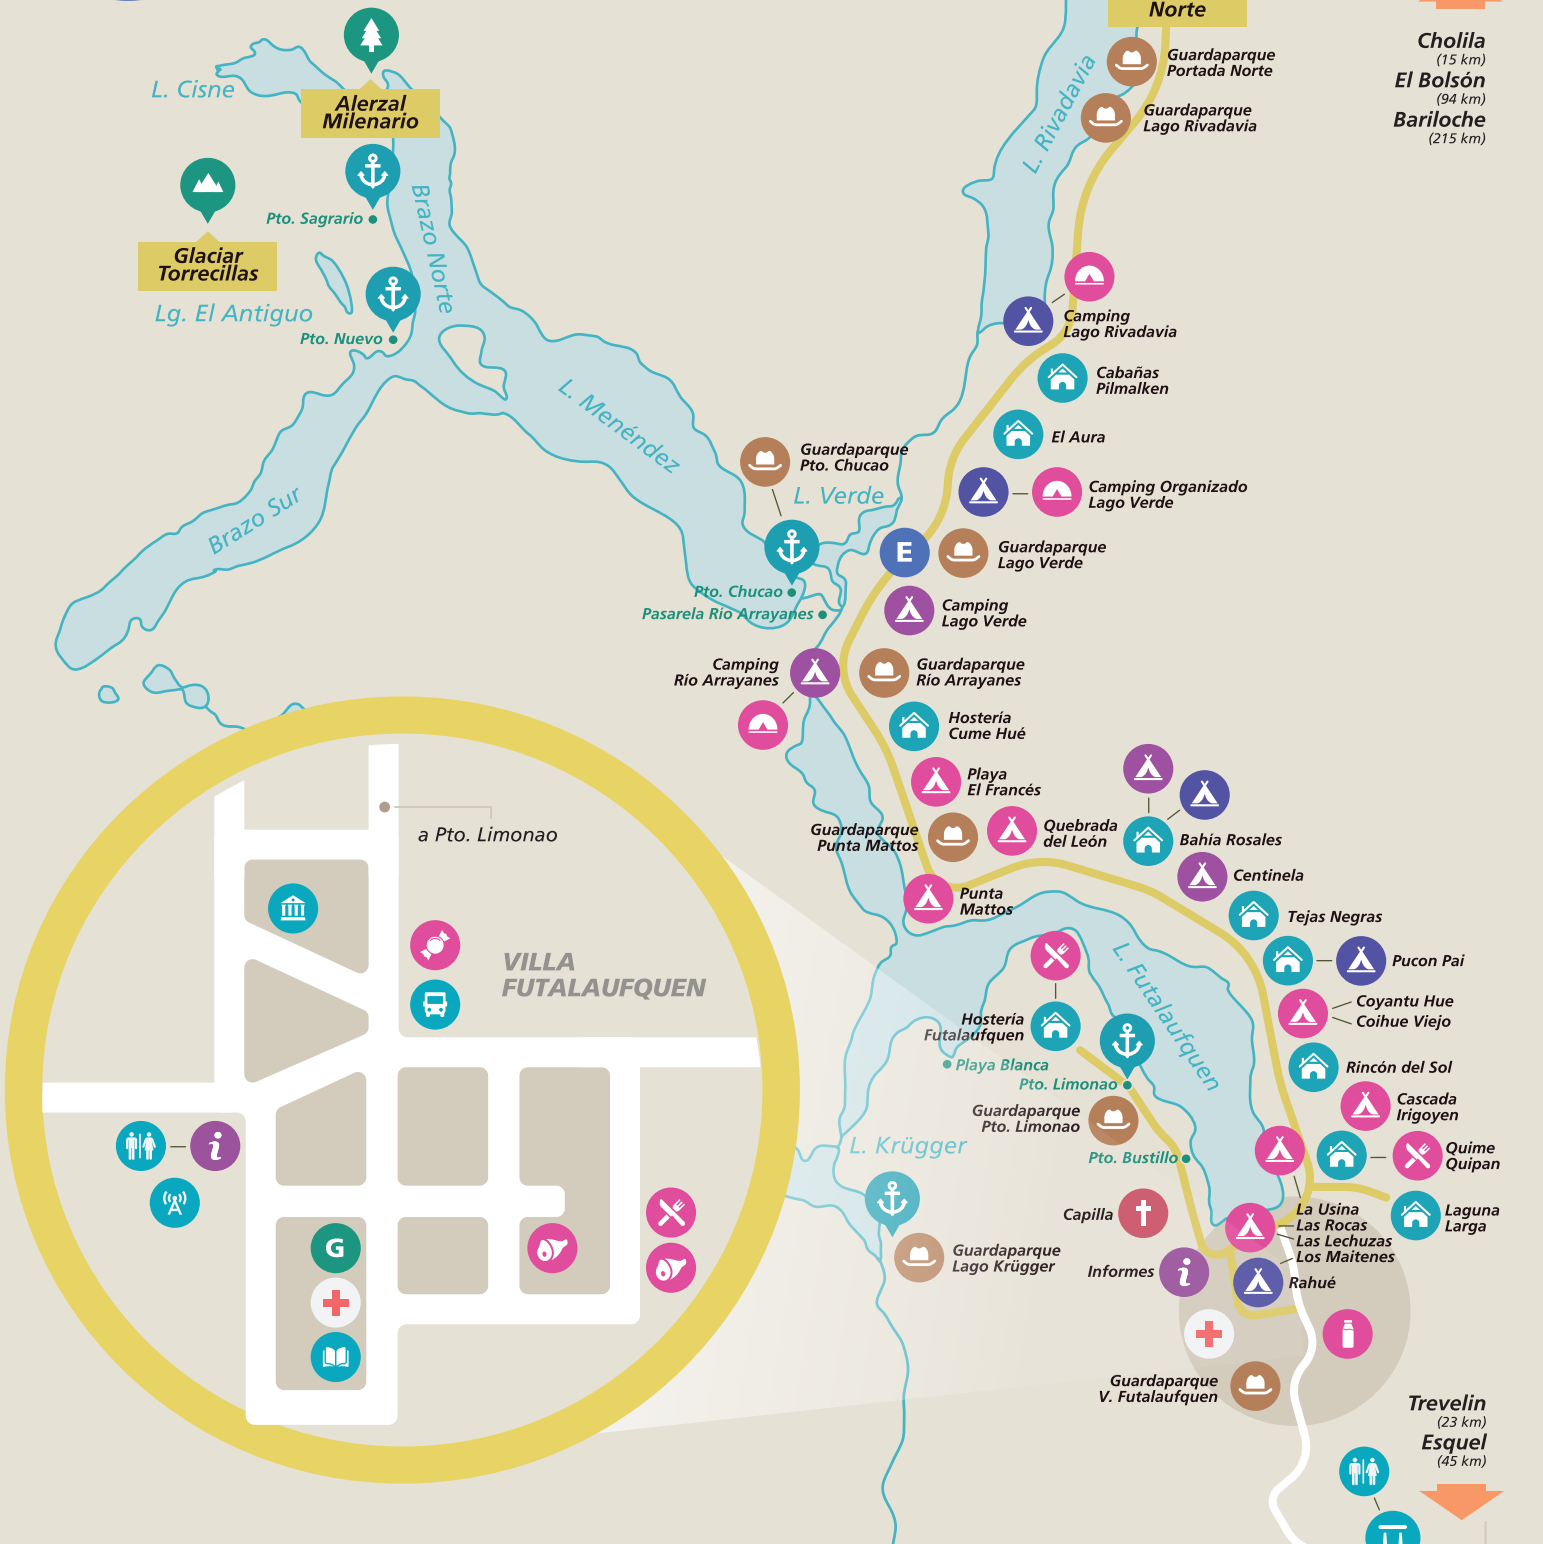 Norte
Cholila
(15 km)
El Bolsón
(94 km)
Bariloche
(215 km)
Guardaparque
Portada Norte
Guardaparque
Lago Rivadavia
L. Rivadavia
L. Cisne
Alerzal
Milenario
Pto. Sagrario
Brazo Norte
Glaciar
Torrecillas
Lg. El Antiguo
Pto. Nuevo
Camping
Lago Rivadavia
Cabañas
Pilmalken
El Aura
L. Menéndez
Guardaparque
Pto. Chucao
L. Verde
Camping Organizado
Lago Verde
Brazo Sur
E
Guardaparque
Lago Verde
Pto. Chucao
Pasarela Rio Arrayanes
Camping
Lago Verde
Camping
Río Arrayanes
Guardaparque
Río Arrayanes
Hostería
Cume Hué
Playa
El Francés
Guardaparque
Punta Mattos
Quebrada
del León
Bahía Rosales
Centinela
Punta
Mattos
Tejas Negras
Pucon Pai
L. Futalaufquen
Coyantu Hue
Coihue Viejo
Hostería
Futalaufquen
Playa Blanca
Pto. Limonao
Rincón del Sol
Guardaparque
Pto. Limonao
Cascada
Irigoyen
Pto. Bustillo
Quime
Quipan
L. Krügger
Capilla
La Usina
Las Rocas
Las Lechuzas
Los Maitenes
Laguna
Larga
Guardaparque
Lago Krügger
Informes
i
Rahué
Guardaparque
V. Futalaufquen
Trevelin
(23 km)
Esquel
(45 km)
a Pto. Limonao
VILLA
FUTALAUFQUEN
i
A
G